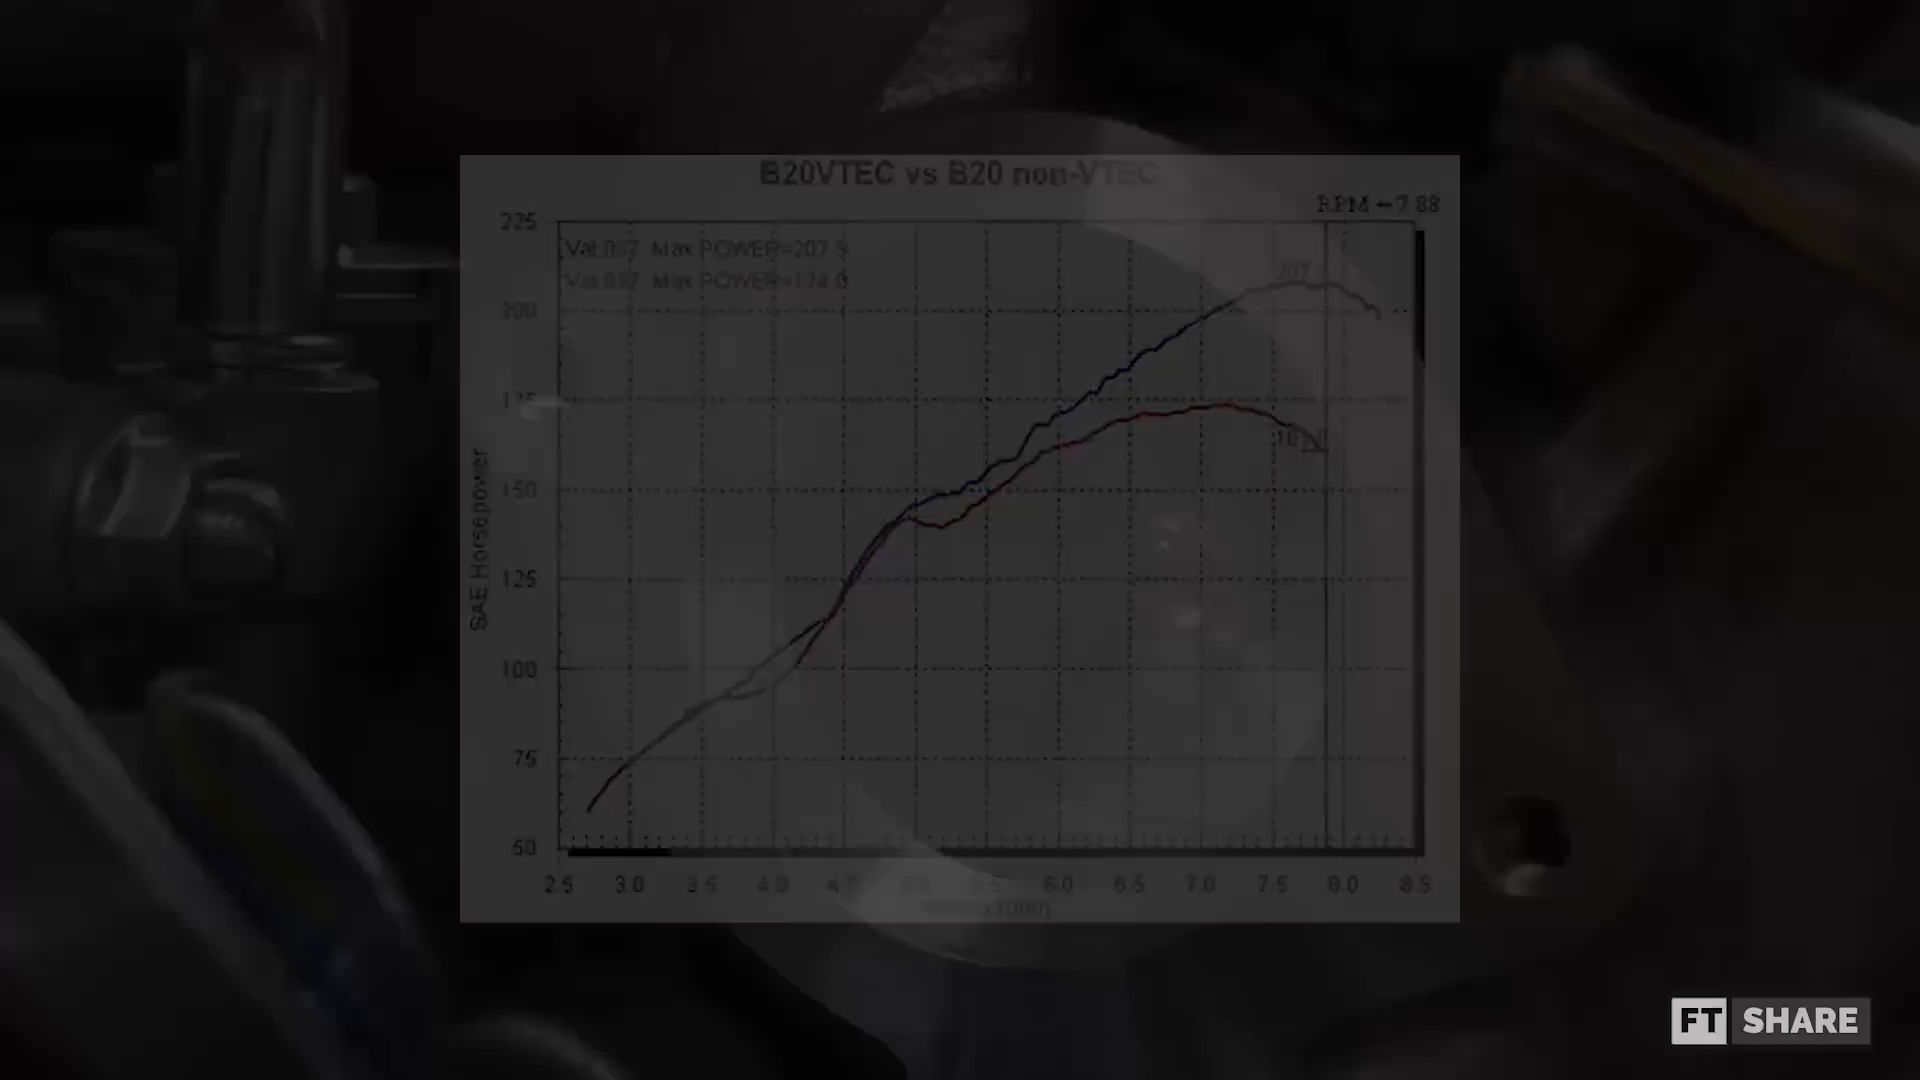 B20VTEC vs B20 non-VTEC
RPM = 7.88
225
Max POWER=207.9
Max POWER=174.0
207
200
175
150
125
100
75
50
SAE Horsepower
2.5 3.0 3.5 4.0 6.0 6.5 7.0 7.5 8.0 8.5
FT SHARE